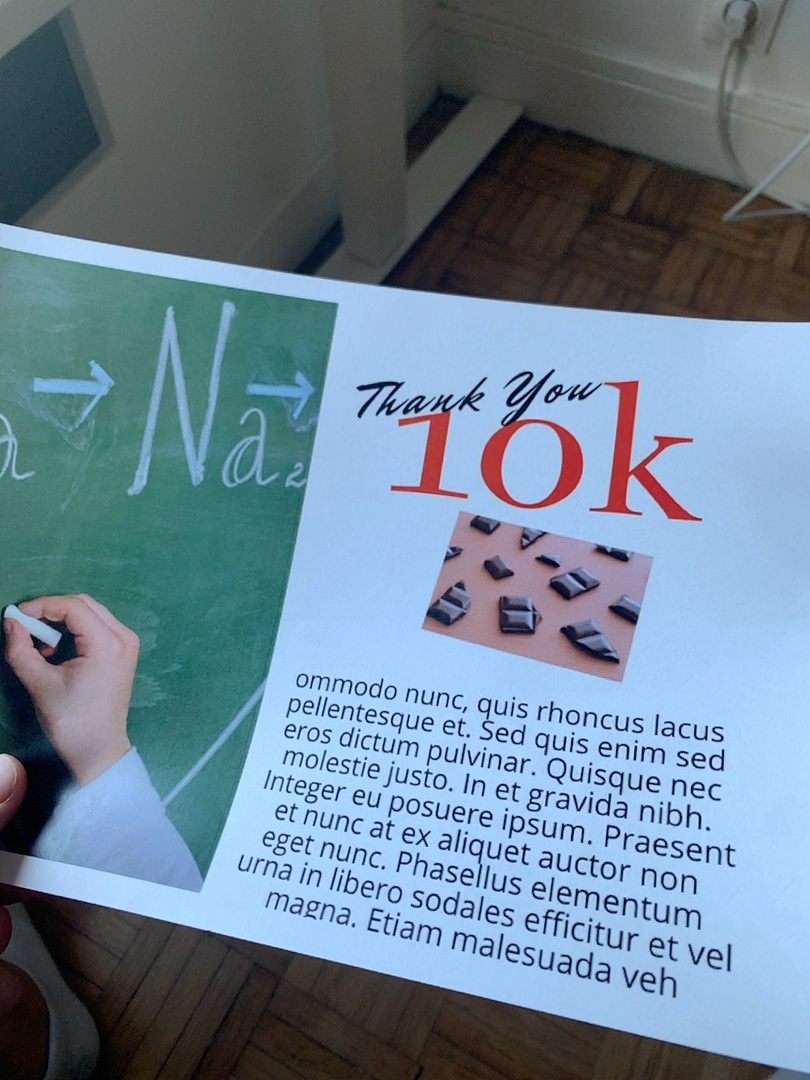 a → Na →
2
Thank You
10k
ommodo nunc, quis rhoncus lacus
pellentesque et. Sed quis enim sed
eros dictum pulvinar. Quisque nec
molestie justo. In et gravida nibh.
Integer eu posuere ipsum. Praesent
et nunc at ex aliquet auctor non
eget nunc. Phasellus elementum
urna in libero sodales efficitur et vel
magna. Etiam malesuada veh